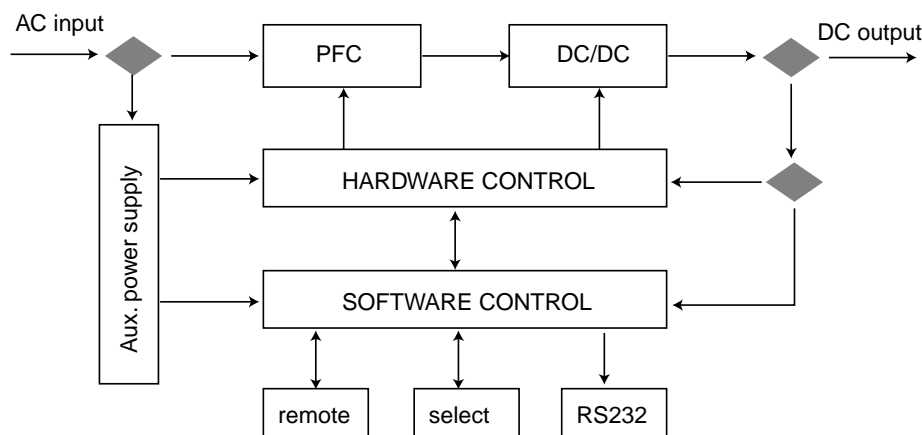 AC input
PFC
DC/DC
DC output
HARDWARE CONTROL
Aux. power supply
SOFTWARE CONTROL
remote
select
RS232